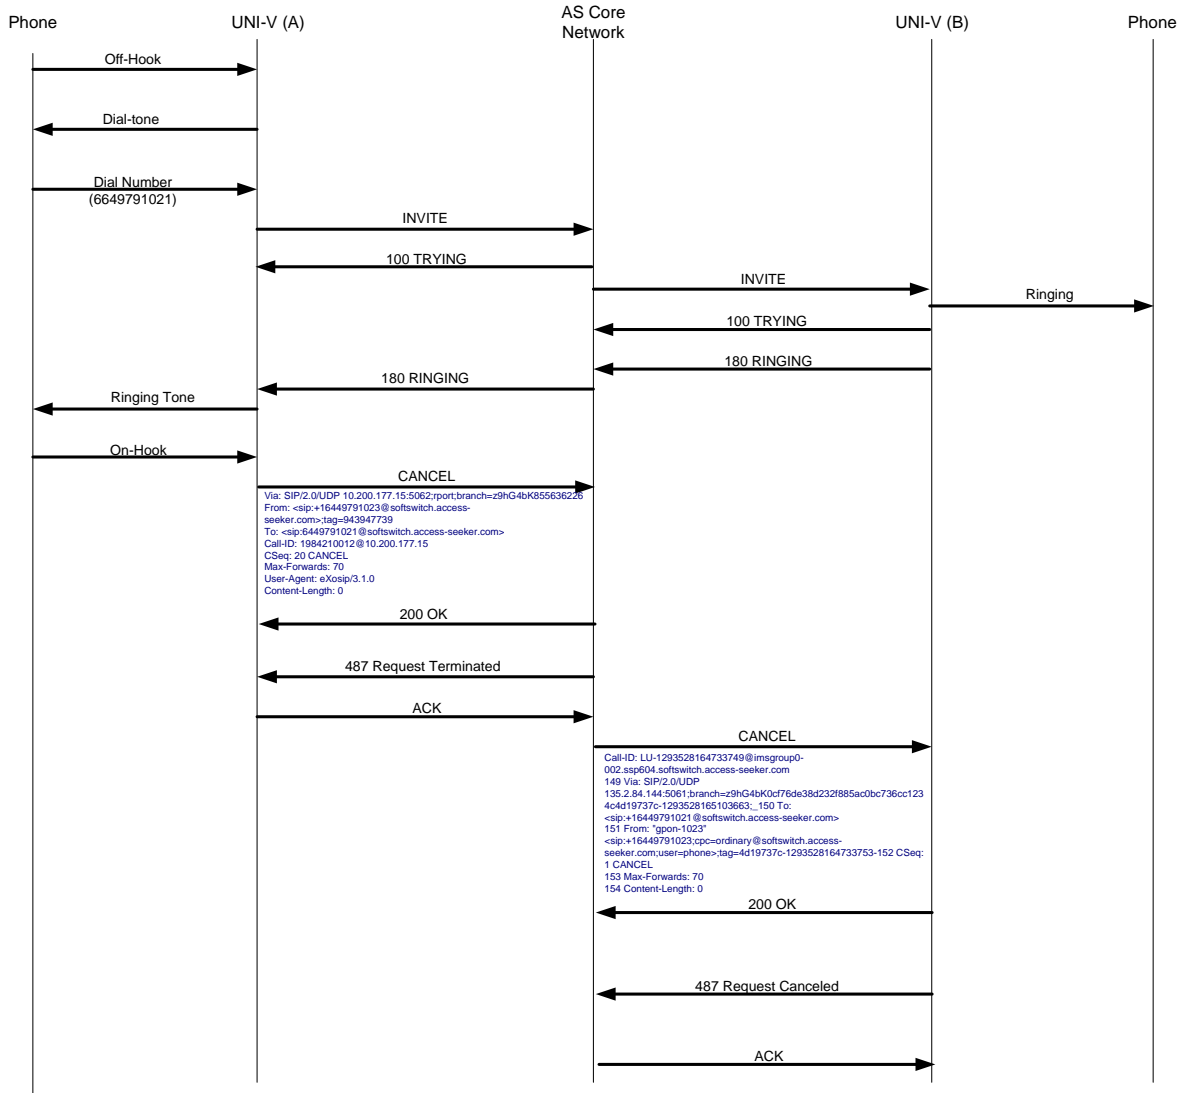 Phone
UNI-V (A)
AS Core
Network
UNI-V (B)
Phone
Off-Hook
Dial-tone
Dial Number
(6649791021)
INVITE
100 TRYING
INVITE
Ringing
100 TRYING
180 RINGING
180 RINGING
Ringing Tone
On-Hook
CANCEL
Via: SIP/2.0/UDP 10.200.177.15:5062;rport;branch=z9hG4bK855636226
From: <sip:+16449791023@softswitch.access-
seeker.com>;tag=943947739
To: <sip:6449791021@softswitch.access-seeker.com>
Call-ID: 1984210012@10.200.177.15
CSeq: 20 CANCEL
Max-Forwards: 70
User-Agent: eXosip/3.1.0
Content-Length: 0
200 OK
487 Request Terminated
ACK
CANCEL
Call-ID: LU-1293528164733749@imsgroup0-
002.ssp604.softswitch.access-seeker.com
149 Via: SIP/2.0/UDP
135.2.84.144:5061;branch=z9hG4bK0cf76de38d232f885ac0bc736cc123
4c4d19737c-1293528165103663;_150 To:
<sip:+16449791021@softswitch.access-seeker.com>
151 From: "gpon-1023"
<sip:+16449791023;cpc=ordinary@softswitch.access-
seeker.com;user=phone>;tag=4d19737c-1293528164733753-152 CSeq:
1 CANCEL
153 Max-Forwards: 70
154 Content-Length: 0
200 OK
487 Request Canceled
ACK